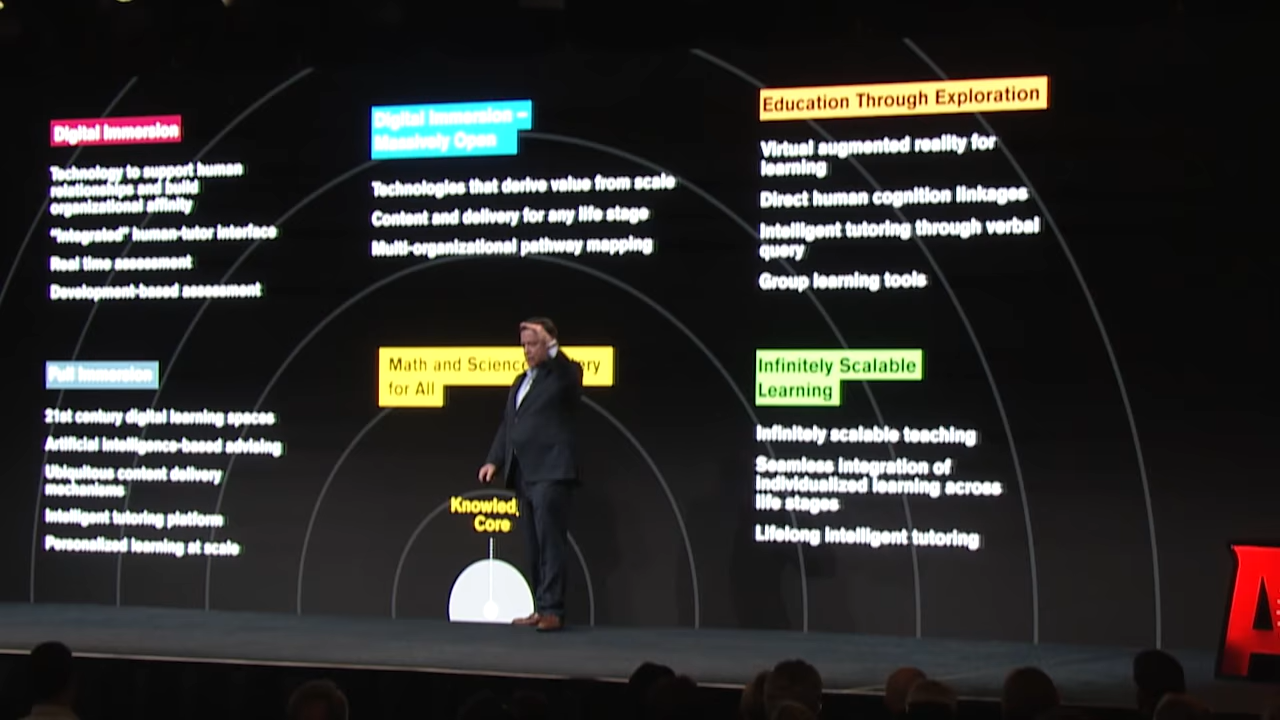 Digital Immersion
Technology to support human
relationships and build
organizational affinity
"Integrated" human-tutor interface
Real time assessment
Development-based assessment
Digital Immersion –
Massively Open
Technologies that derive value from scale
Content and delivery for any life stage
Multi-organizational pathway mapping
Education Through Exploration
Virtual augmented reality for
learning
Direct human cognition linkages
Intelligent tutoring through verbal
query
Group learning tools
Full Immersion
21st century digital learning spaces
Artificial intelligence-based advising
Ubiquitous content delivery
mechanisms
Intelligent tutoring platform
Personalized learning at scale
Math and Science ery
for All
Knowled
Core
Infinitely Scalable
Learning
Infinitely scalable teaching
Seamless integration of
individualized learning across
life stages
Lifelong intelligent tutoring
A